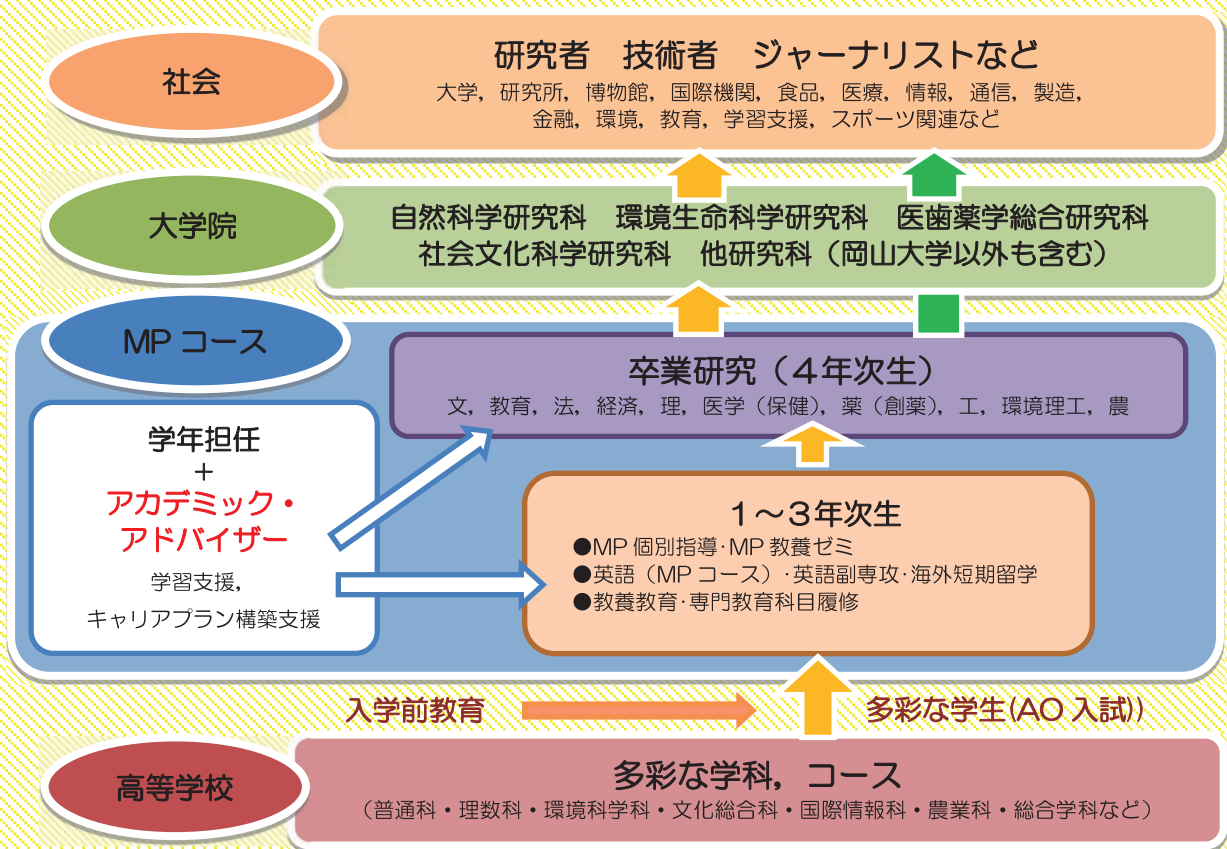 社会
研究者　技術者　ジャーナリストなど
大学，研究所，博物館，国際機関，食品，医療，情報，通信，製造，
金融，環境，教育，学習支援，スポーツ関連など
大学院
自然科学研究科　環境生命科学研究科　医歯薬学総合研究科
社会文化科学研究科　他研究科（岡山大学以外も含む）
MP コース
卒業研究（４年次生）
文，教育，法，経済，理，医学（保健），薬（創薬），工，環境理工，農
学年担任
＋
アカデミック・
アドバイザー
学習支援，
キャリアプラン構築支援
１〜３年次生
●MP 個別指導・MP 教養ゼミ
●英語（MP コース）・英語副専攻・海外短期留学
●教養教育・専門教育科目履修
入学前教育
多彩な学生(AO 入試))
高等学校
多彩な学科，コース
（普通科・理数科・環境科学科・文化総合科・国際情報科・農業科・総合学科など）